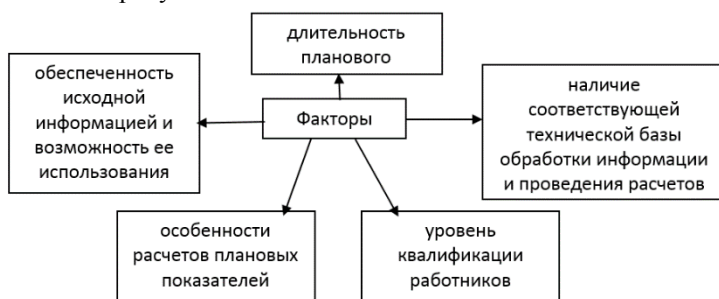 длительность
планового
обеспеченность
исходной
информацией и
возможность ее
использования
Факторы
наличие
соответствующей
технической базы
обработки информации
и проведения расчетов
особенности
расчетов плановых
показателей
уровень
квалификации
работников